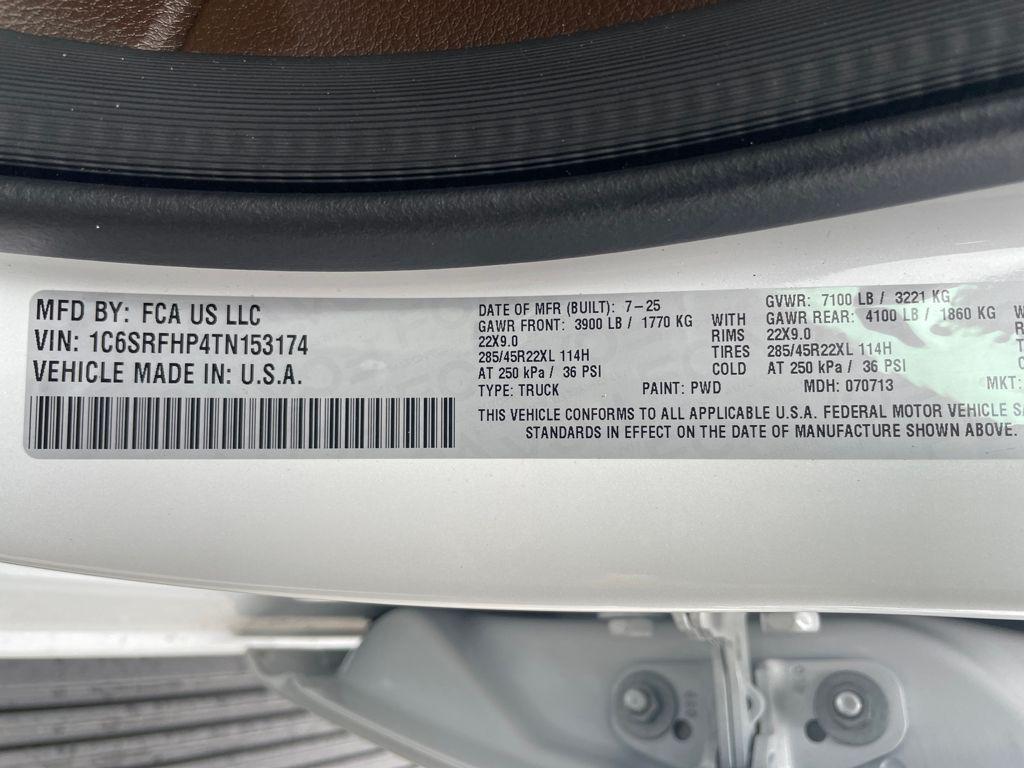 MFD BY: FCA US LLC
VIN: 1C6SRFHP4TN153174
VEHICLE MADE IN: U.S.A.
DATE OF MFR (BUILT): 7-25
GAWR FRONT: 3900 LB / 1770 KG
22X9.0
285/45R22XL 114H
AT 250 kPa / 36 PSI
TYPE: TRUCK
WITH
RIMS
TIRES
COLD
GVWR: 7100 LB / 3221 KG
GAWR REAR: 4100 LB / 1860 KG
22X9.0
285/45R22XL 114H
AT 250 kPa / 36 PSI
PAINT: PWD MDH: 070713 MKT:
THIS VEHICLE CONFORMS TO ALL APPLICABLE U.S.A. FEDERAL MOTOR VEHICLE
STANDARDS IN EFFECT ON THE DATE OF MANUFACTURE SHOWN ABOVE.